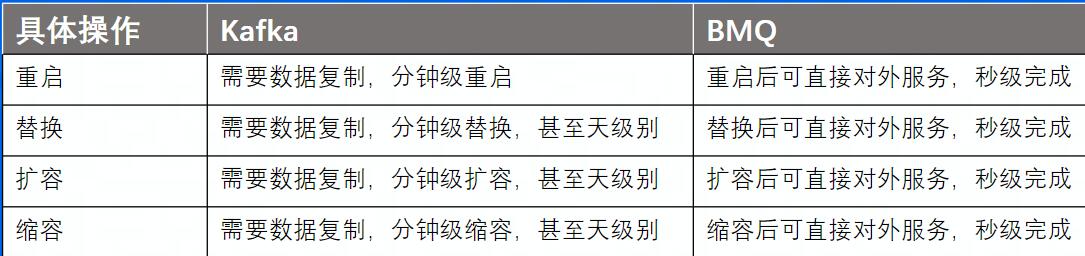 具体操作 Kafka BMQ
重启 需要数据复制，分钟级重启 重启后可直接对外服务，秒级完成
替换 需要数据复制，分钟级替换，甚至天级别 替换后可直接对外服务，秒级完成
扩容 需要数据复制，分钟级扩容，甚至天级别 扩容后可直接对外服务，秒级完成
缩容 需要数据复制，分钟级缩容，甚至天级别 缩容后可直接对外服务，秒级完成